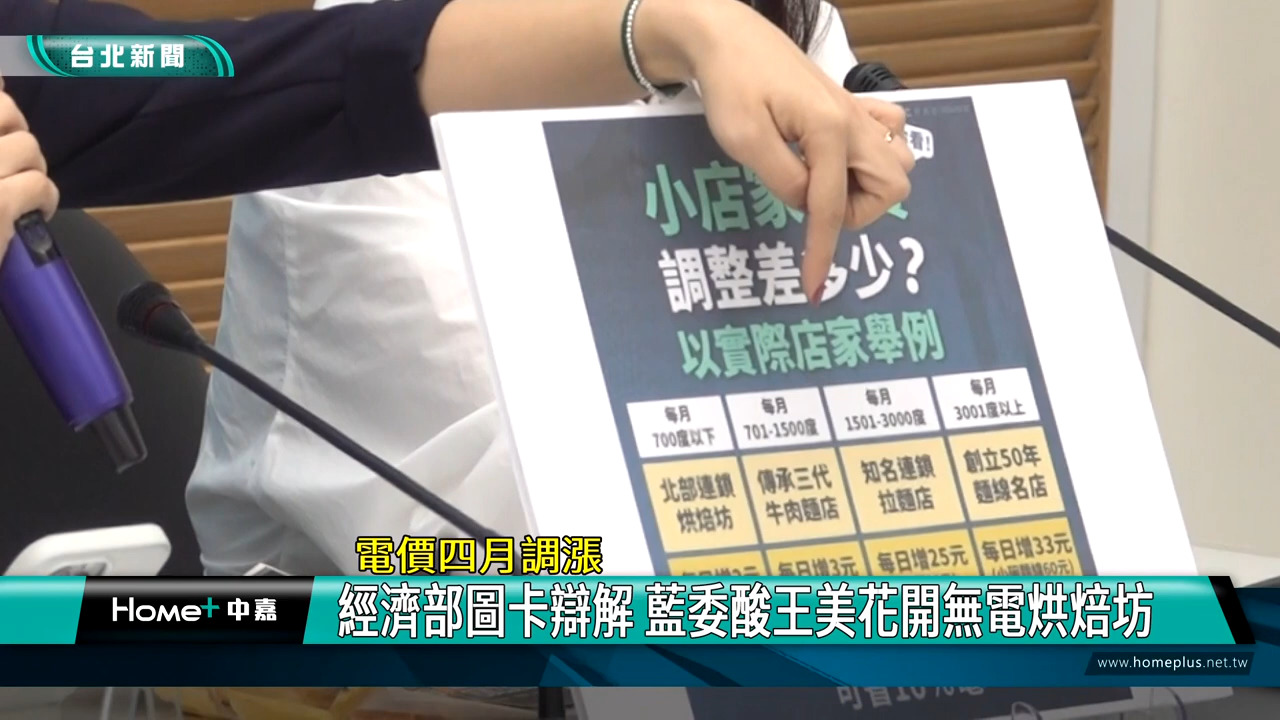 台北新聞
看!
小店家
調整差多少?
以實際店家舉例
每月
700度以下
每月
701-1500度
每月
1501-3000度
每月
3001度以上
北部連鎖
烘焙坊
傳承三代
牛肉麵店
知名連鎖
拉麵店
創立50年
麵線名店
每日增3元
每日增25元
每日增33元
電價四月調漲
Home+中嘉
經濟部圖卡辯解 藍委酸王美花開無電烘焙坊
www.homeplus.net.tw